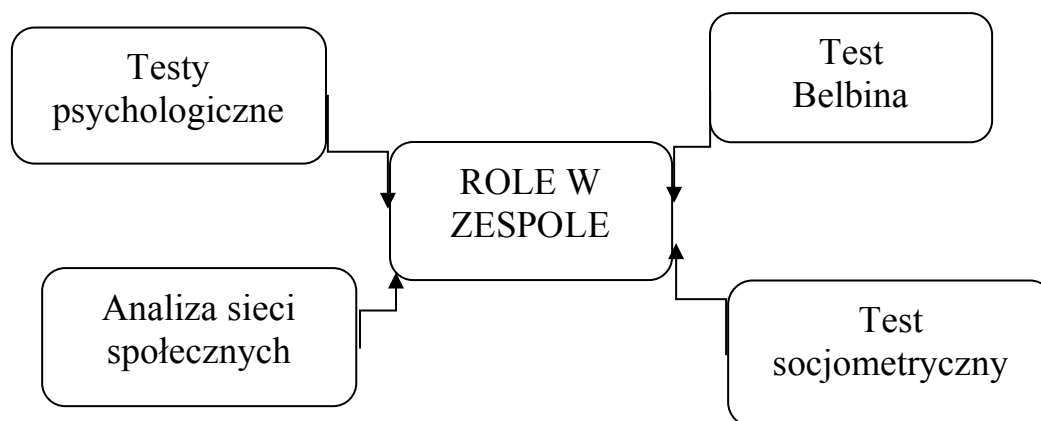 Testy
psychologiczne
Test
Belbina
ROLE W
ZESPOLE
Analiza sieci
społecznych
Test
socjometryczny